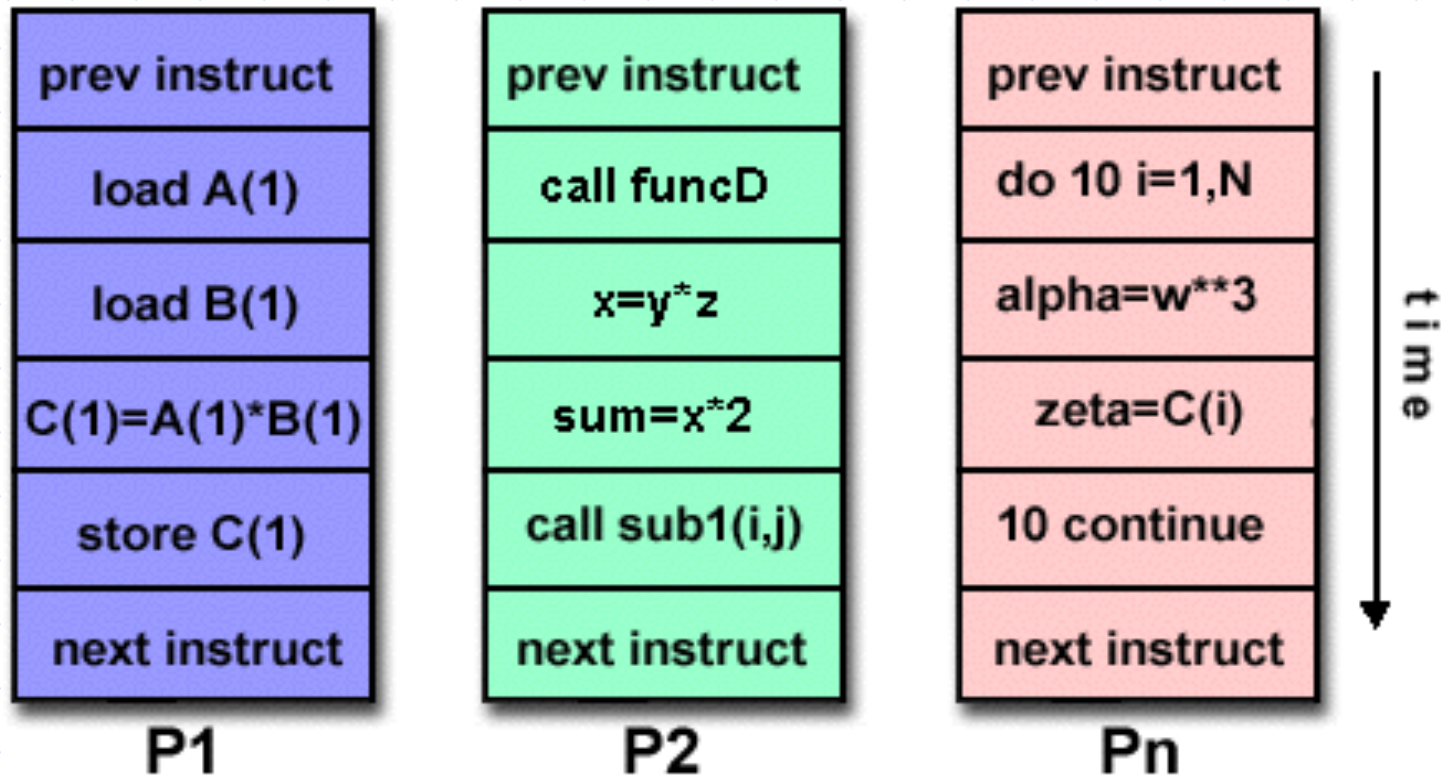 prev instruct
load A(1)
load B(1)
C(1)=A(1)*B(1)
store C(1)
next instruct
P1
prev instruct
call funcD
x=y*z
sum=x*2
call sub1(i,j)
next instruct
P2
prev instruct
do 10 i=1,N
alpha=w**3
zeta=C(i)
10 continue
next instruct
Pn
time